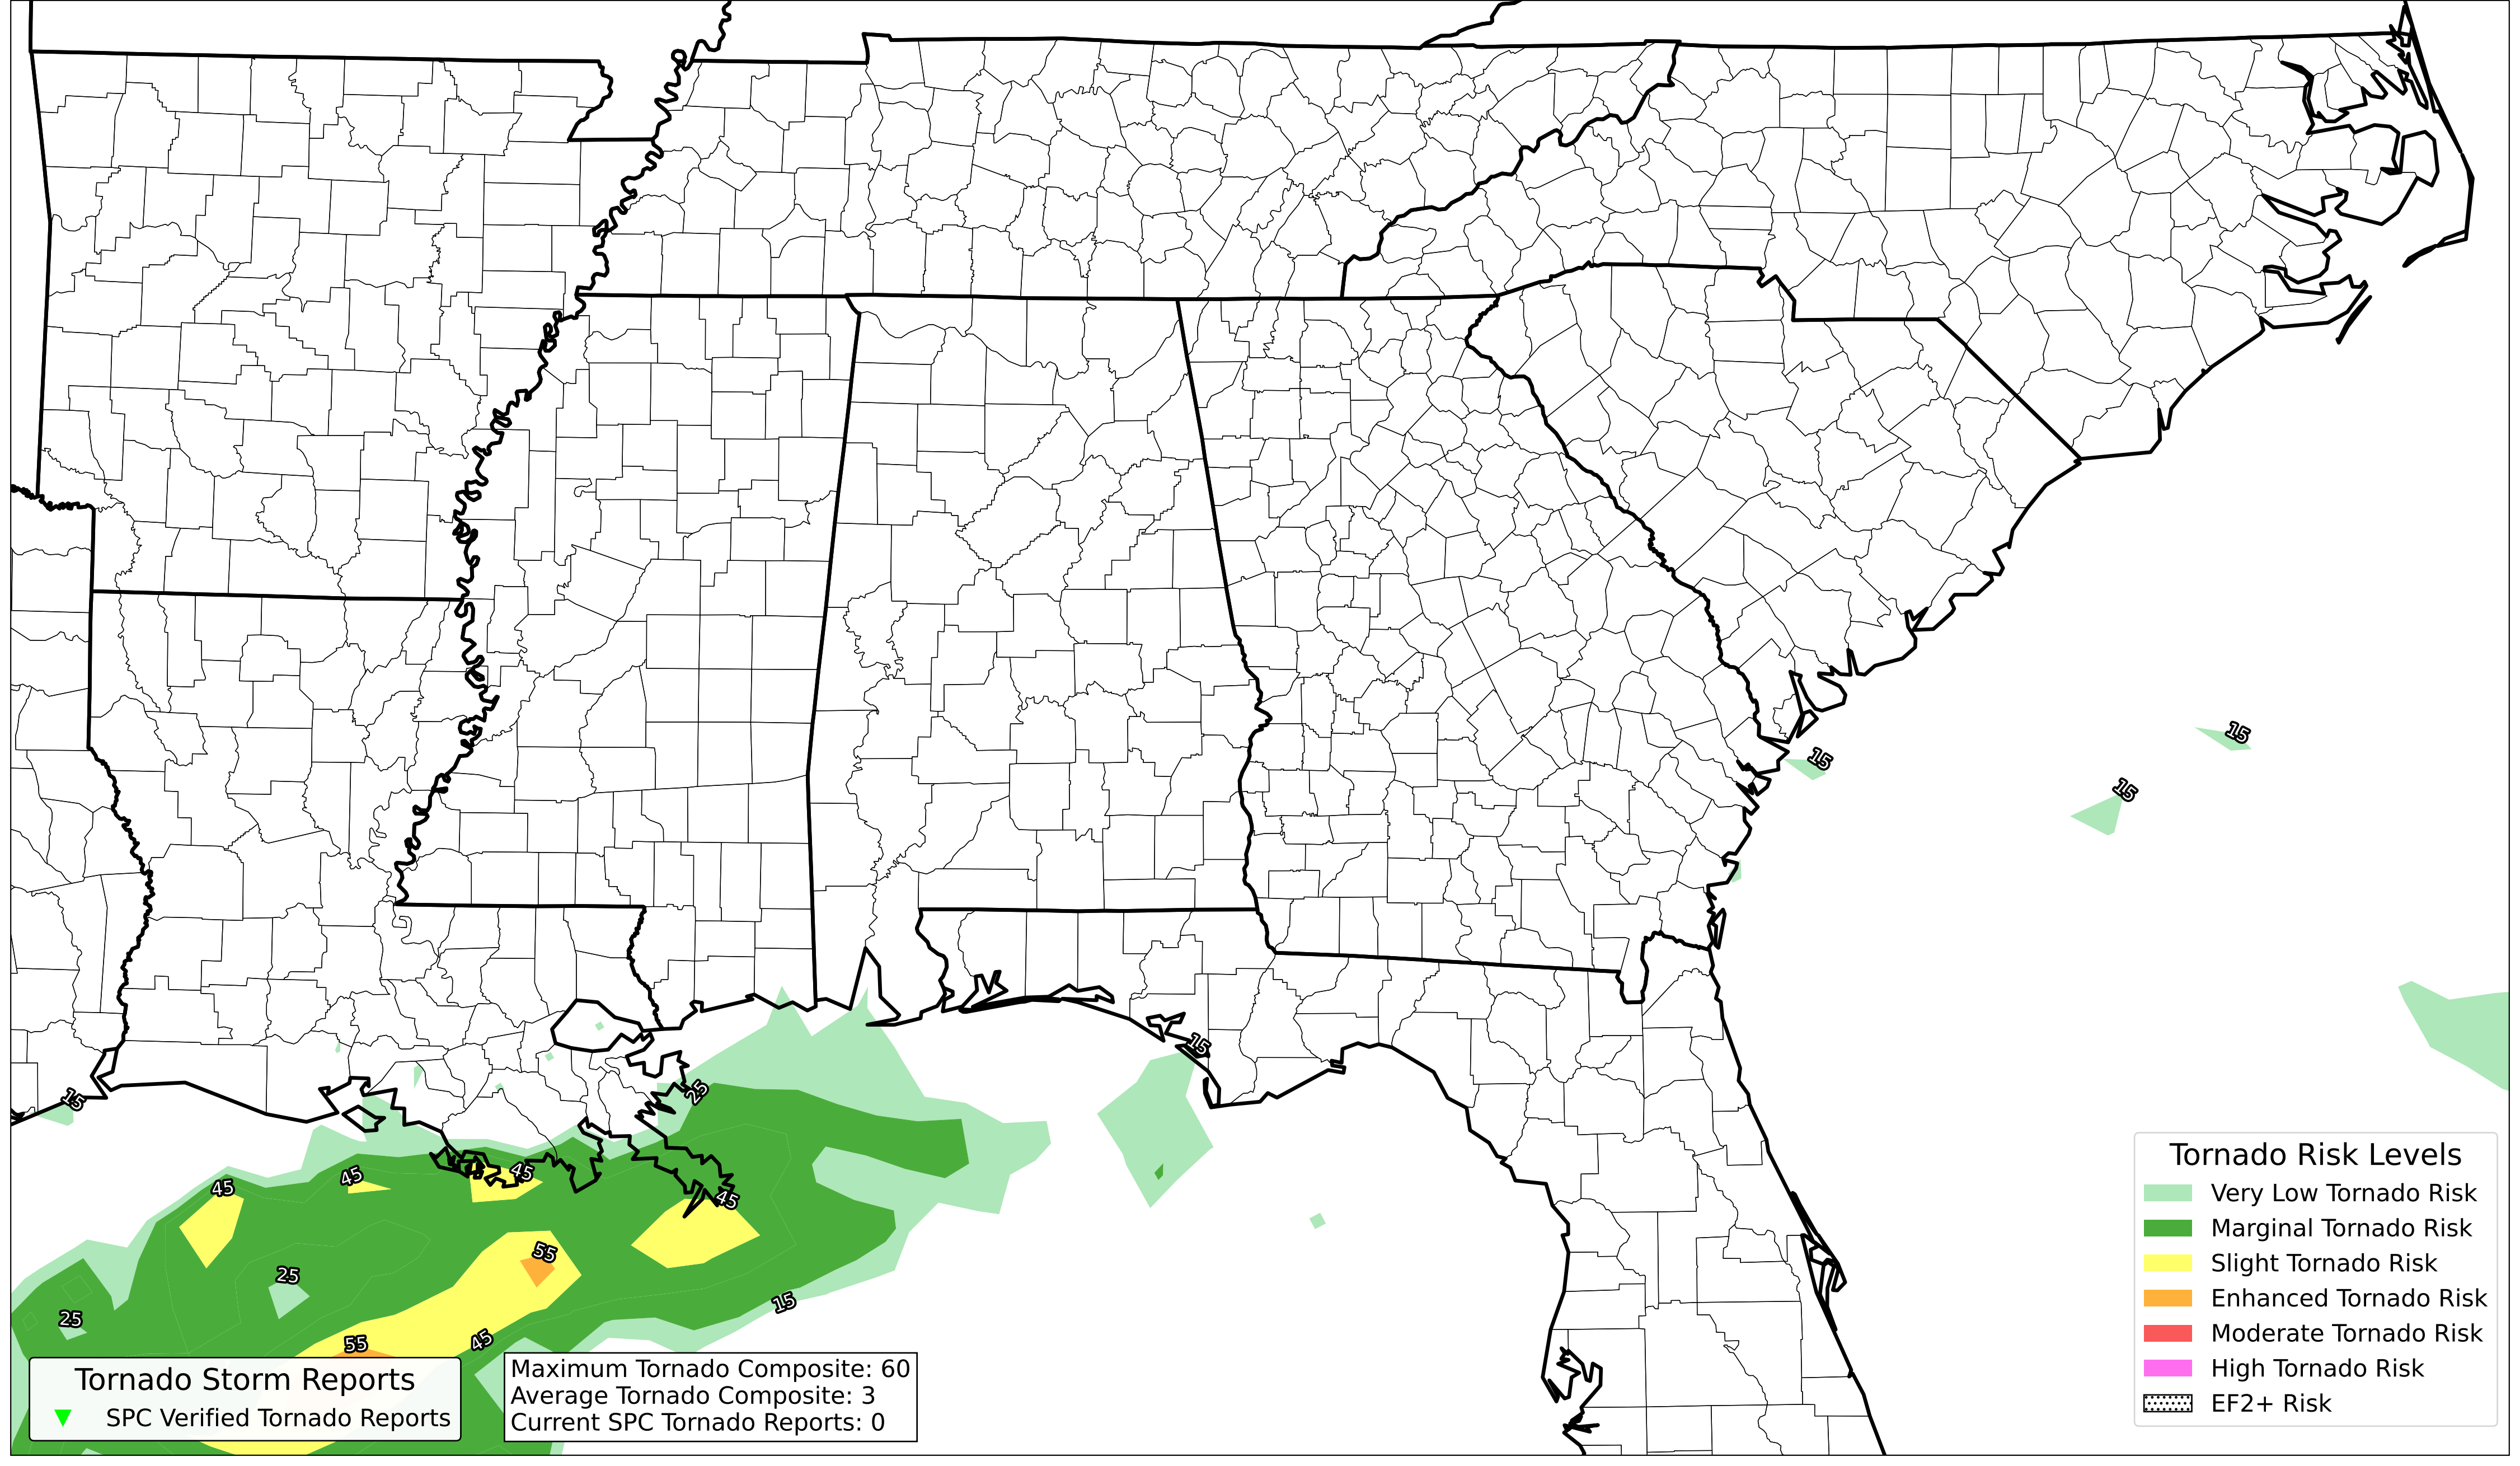 15
15
15
15
15
25
45
45
45
45
55
25
15
25
55
45
Tornado Risk Levels
Very Low Tornado Risk
Marginal Tornado Risk
Slight Tornado Risk
Enhanced Tornado Risk
Moderate Tornado Risk
High Tornado Risk
EF2+ Risk
Tornado Storm Reports
SPC Verified Tornado Reports
Maximum Tornado Composite: 60
Average Tornado Composite: 3
Current SPC Tornado Reports: 0